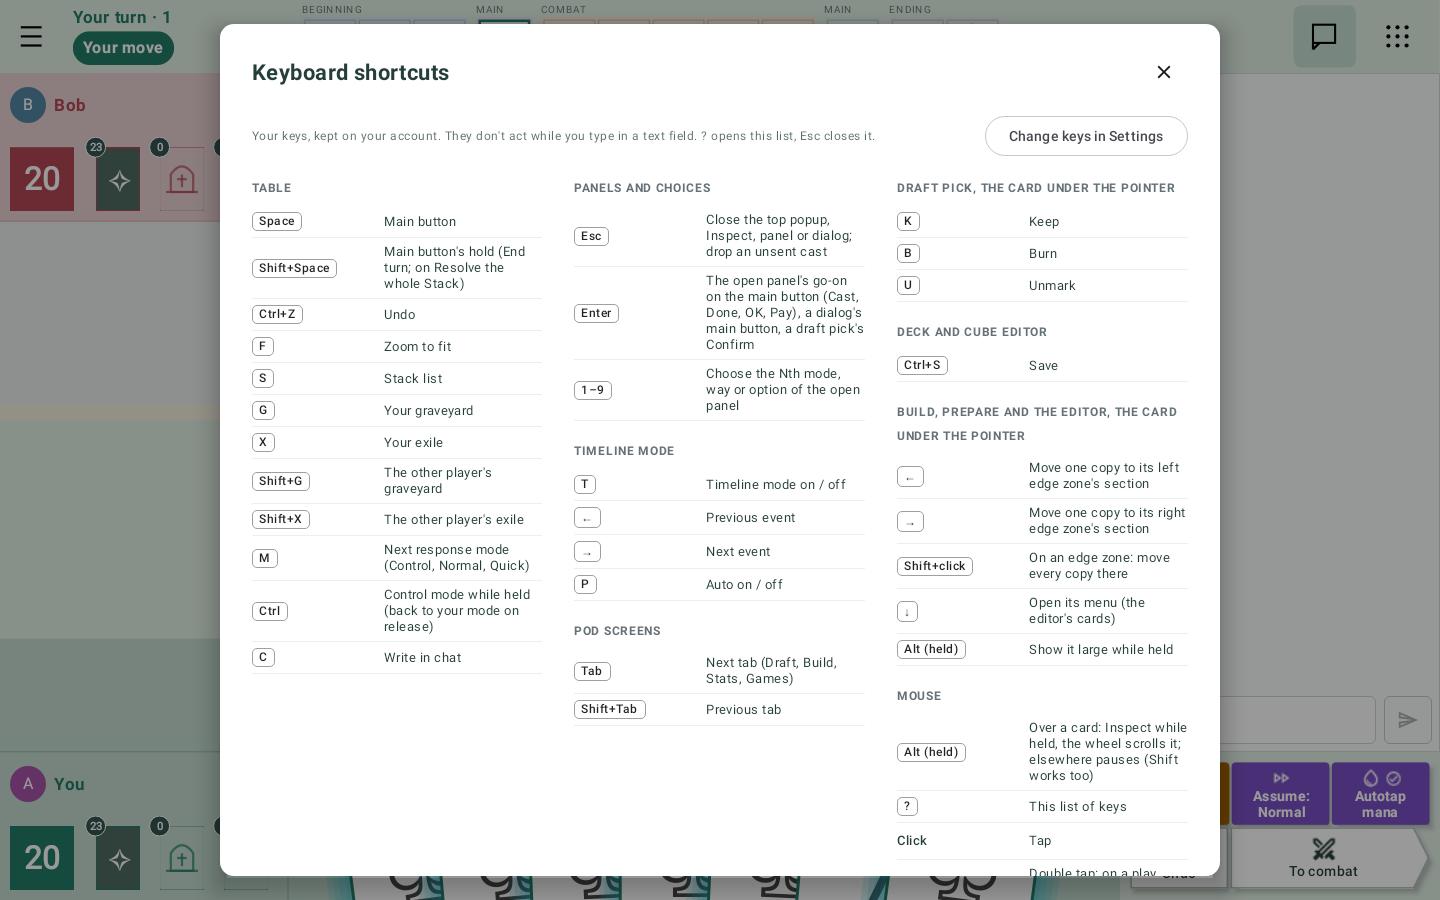 BEGINNING
MAIN
COMBAT
MAIN
ENDING
Your turn · 1
Your move
B
Bob
20
23
0
Keyboard shortcuts
Your keys, kept on your account. They don't act while you type in a text field. ? opens this list, Esc closes it.
Change keys in Settings
TABLE
Space
Main button
Shift+Space
Main button's hold (End
turn; on Resolve the
whole Stack)
Ctrl+Z
Undo
F
Zoom to fit
S
Stack list
G
Your graveyard
X
Your exile
Shift+G
The other player's
graveyard
Shift+X
The other player's exile
M
Next response mode
(Control, Normal, Quick)
Ctrl
Control mode while held
(back to your mode on
release)
C
Write in chat
PANELS AND CHOICES
Esc
Close the top popup,
Inspect, panel or dialog;
drop an unsent cast
Enter
The open panel's go-on
on the main button (Cast,
Done, OK, Pay), a dialog's
main button, a draft pick's
Confirm
1–9
Choose the Nth mode,
way or option of the open
panel
TIMELINE MODE
T
Timeline mode on / off
←
Previous event
→
Next event
P
Auto on / off
POD SCREENS
Tab
Next tab (Draft, Build,
Stats, Games)
Shift+Tab
Previous tab
DRAFT PICK, THE CARD UNDER THE POINTER
K
Keep
B
Burn
U
Unmark
DECK AND CUBE EDITOR
Ctrl+S
Save
BUILD, PREPARE AND THE EDITOR, THE CARD
UNDER THE POINTER
←
Move one copy to its left
edge zone's section
→
Move one copy to its right
edge zone's section
Shift+click
On an edge zone: move
every copy there
↓
Open its menu (the
editor's cards)
Alt (held)
Show it large while held
MOUSE
Alt (held)
Over a card: Inspect while
held, the wheel scrolls it;
elsewhere pauses (Shift
works too)
?
This list of keys
Click
Tap
Double tap: on a play
A
You
20
23
0
Assume:
Normal
Autotap
mana
Undo
To combat